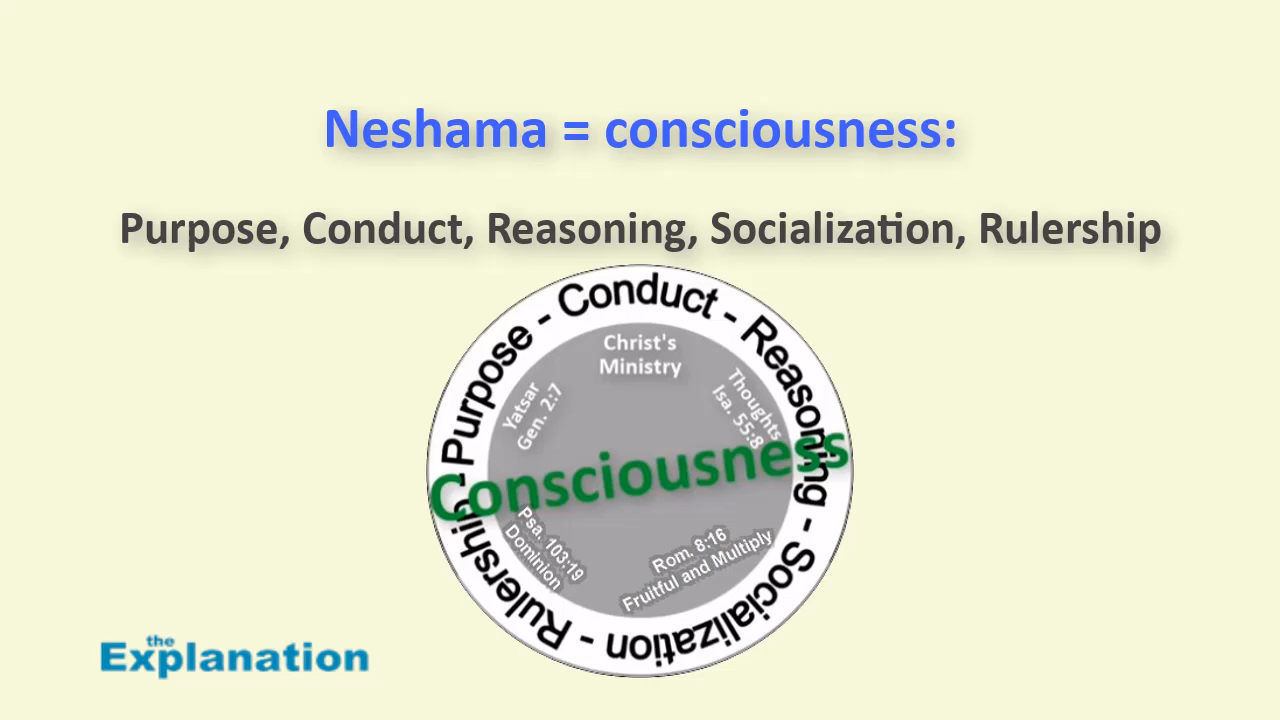 Neshama = consciousness:
Purpose, Conduct, Reasoning, Socialization, Rulership
Purpose - Conduct - Reasoning - Socialization - Rulership -
Christ's
Ministry
Yatsar
Gen. 2:7
Thoughts
Isa. 55:8
Consciousness
Psa. 103:19
Dominion
Rom. 8:16
Fruitful and Multiply
the
Explanation